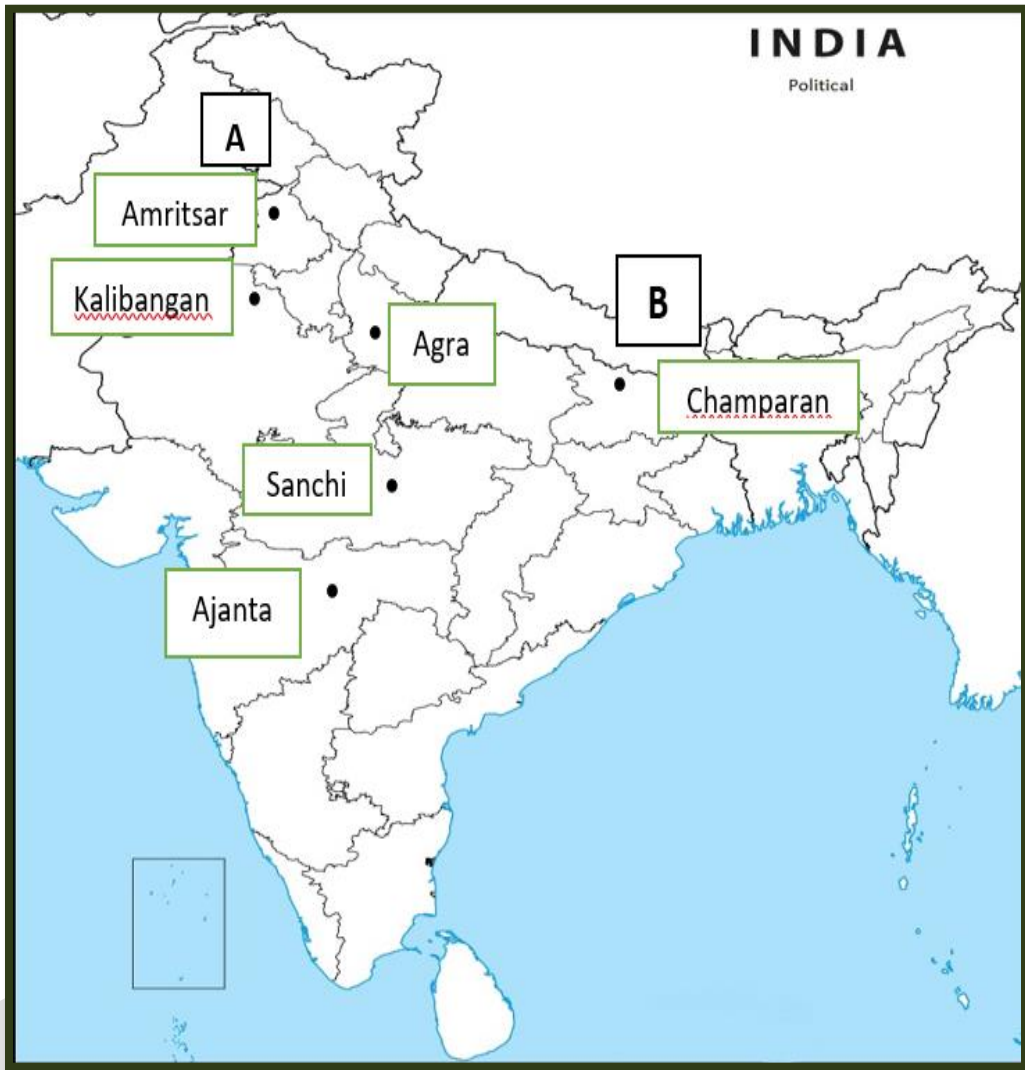 INDIA
Political
A
Amritsar
Kalibangan
B
Agra
Champaran
Sanchi
Ajanta